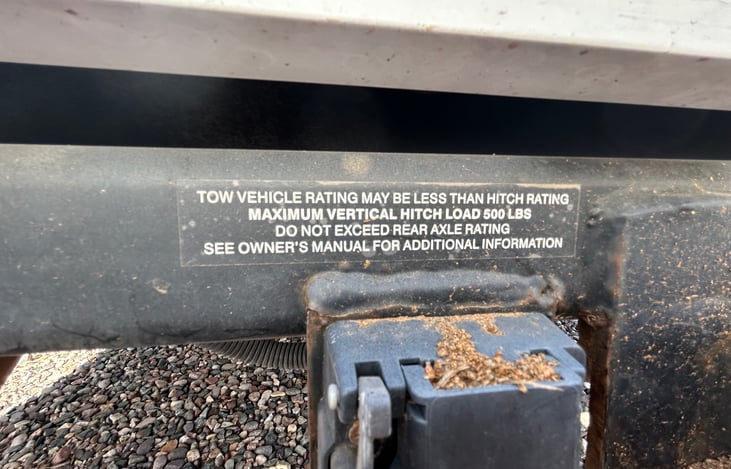 TOW VEHICLE RATING MAY BE LESS THAN HITCH RATING
MAXIMUM VERTICAL HITCH LOAD 500 LBS
DO NOT EXCEED REAR AXLE RATING
SEE OWNER'S MANUAL FOR ADDITIONAL INFORMATION